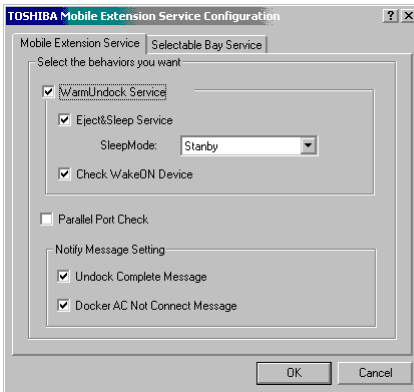 TOSHIBA Mobile Extension Service Configuration
Mobile Extension Service
Selectable Bay Service
Select the behaviors you want
WarmUndock Service
Eject&Sleep Service
SleepMode:
Stanby
Check WakeON Device
Parallel Port Check
Notify Message Setting
Undock Complete Message
Docker AC Not Connect Message
OK
Cancel